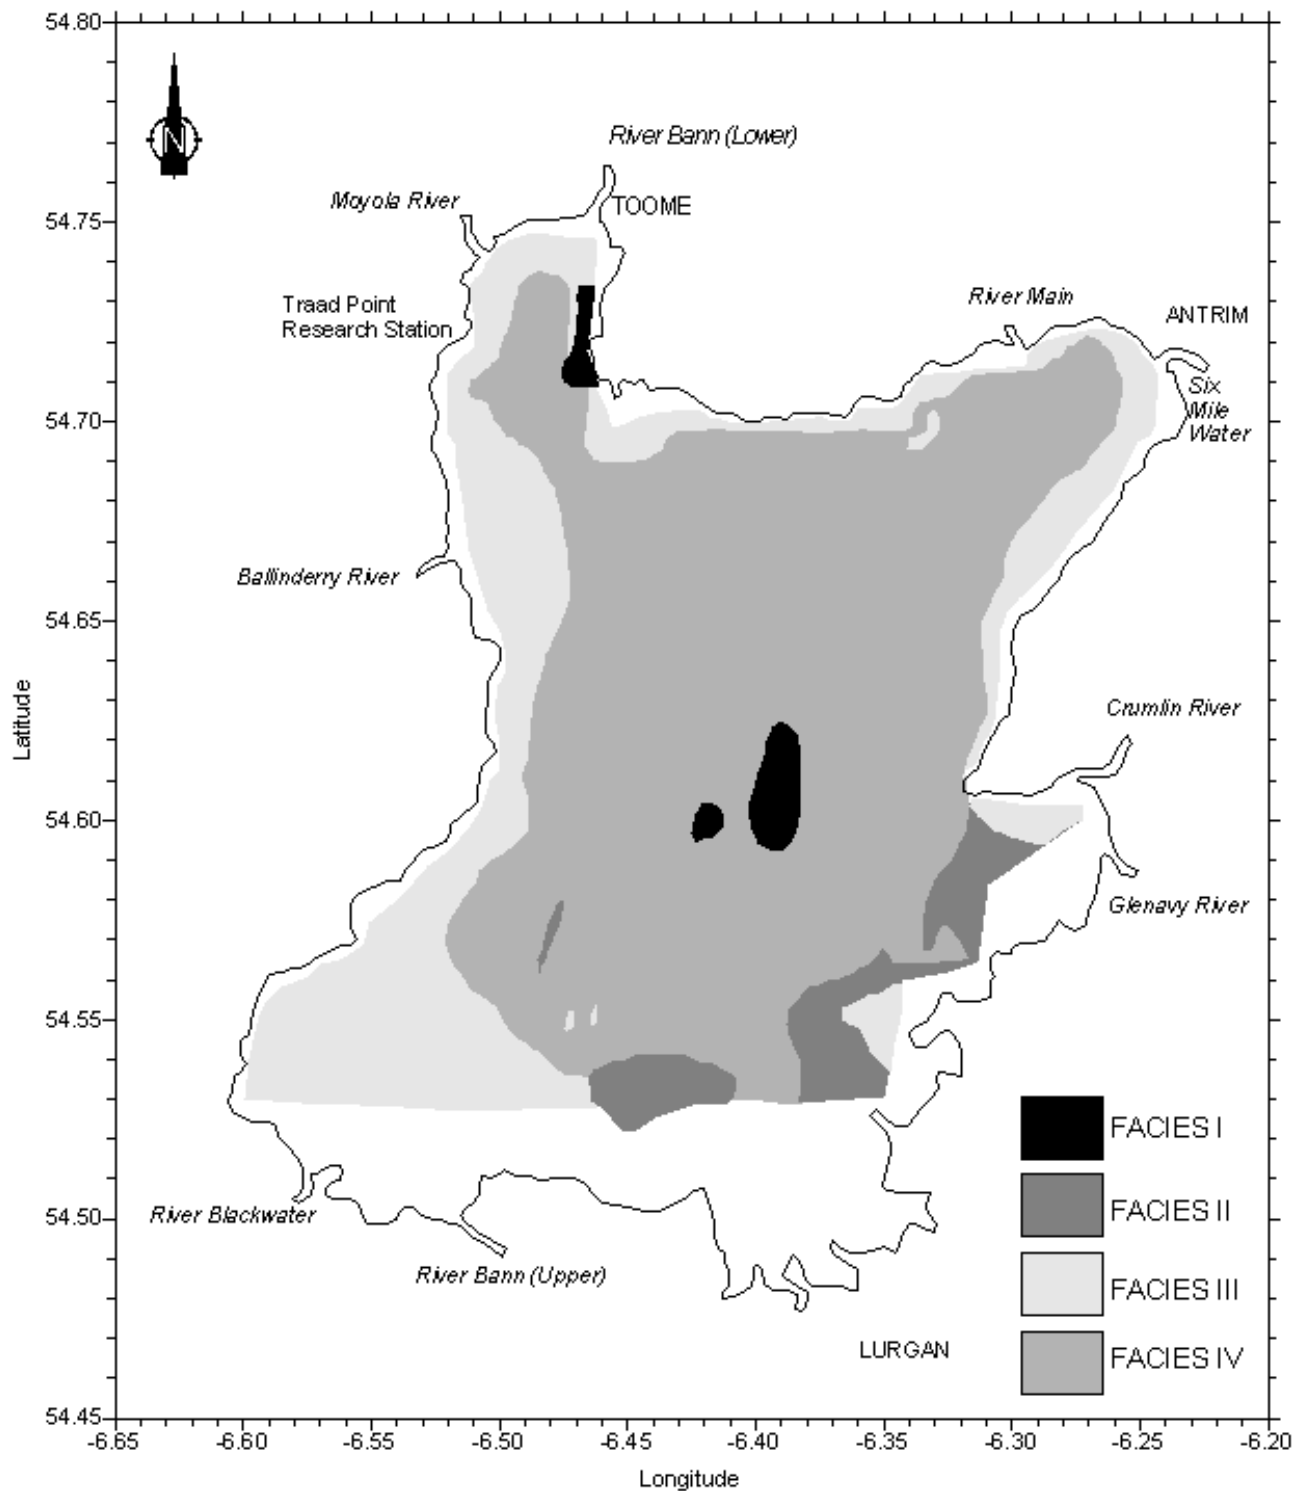 54.80
N
River Bann (Lower)
Moyola River
TOOME
54.75
Traad Point
Research Station
River Main
ANTRIM
Six
Mile
Water
54.70
Ballinderry River
54.65
Latitude
Crumlin River
54.60
Glenavy River
54.55
FACIES I
54.50
River Blackwater
FACIES II
River Bann (Upper)
FACIES III
LURGAN
FACIES IV
54.45
-6.65 -6.60 -6.55 -6.50 -6.45 -6.40 -6.35 -6.30 -6.25 -6.20
Longitude